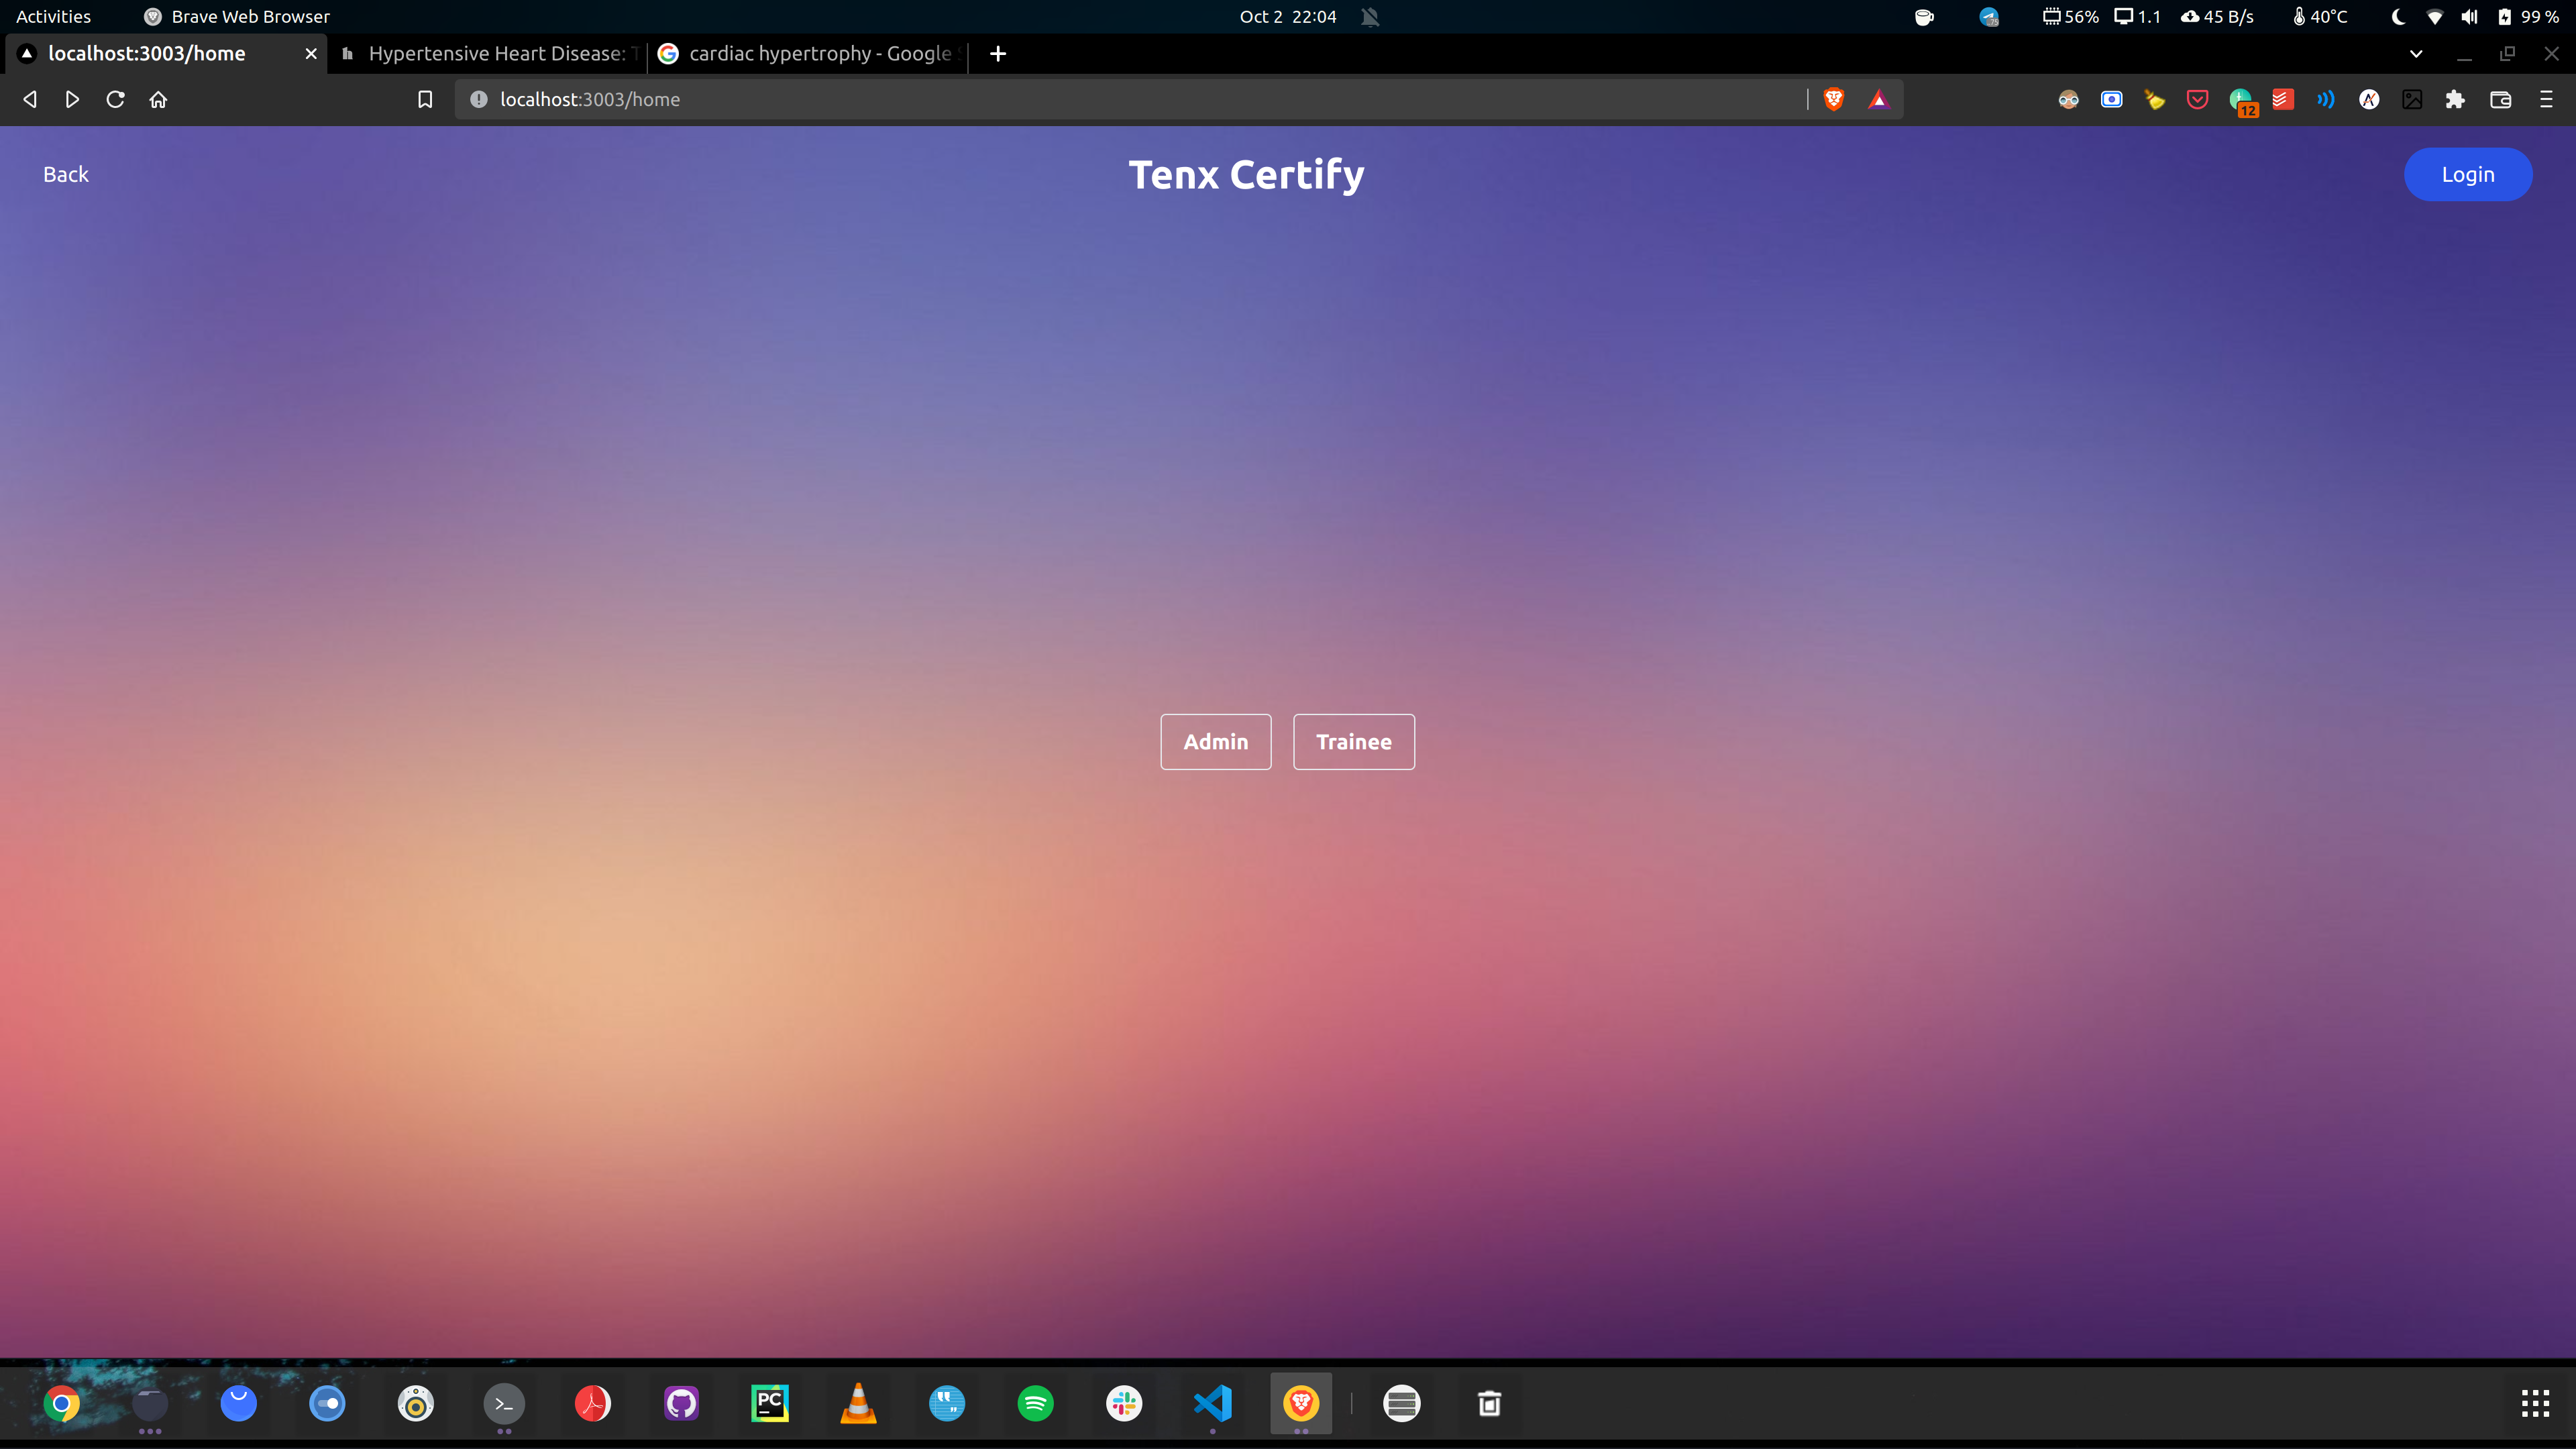 Activities
Brave Web Browser
Oct 2 22:04
56%
1.1
45 B/s
40°C
99 %
localhost:3003/home
Hypertensive Heart Disease: T
cardiac hypertrophy - Google
localhost:3003/home
12
Back
Tenx Certify
Login
Admin
Trainee
PC